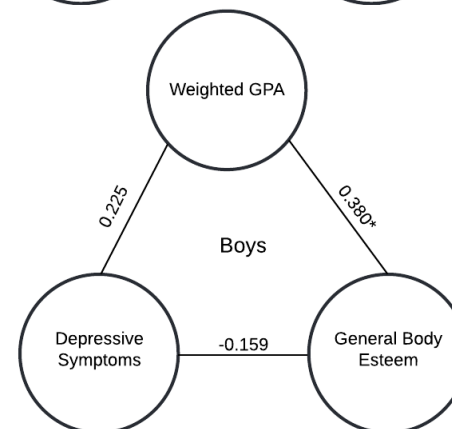 Weighted GPA
0.225
0.380*
Boys
Depressive
Symptoms
-0.159
General Body
Esteem